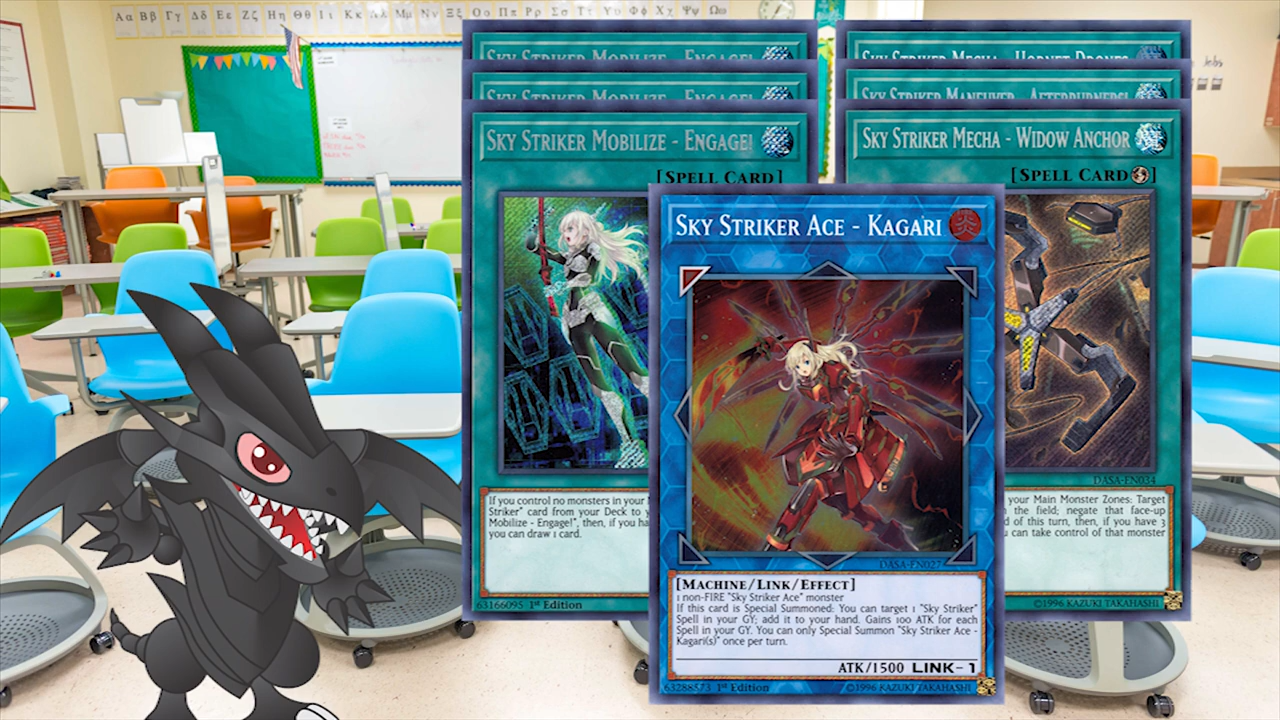 Αα Ββ Γγ Δδ Εε Ζζ Ηη Θθ Ιι Κκ Λλ Μμ Νν Ξξ Οο Ππ Ρρ Σσ Ττ Υυ Φφ Χχ Ψψ Ωω
Sky Striker Mobilize - Engage!
Sky Striker Mobilize - Engage!
Sky Striker Mobilize - Engage!
[Spell Card]
If you control no monsters in your
Striker" card from your Deck to
Mobilize - Engage!", then, if you
you can draw 1 card.
63166095 1st Edition
Sky Striker Mecha - Hornet Drones
Sky Striker Maneuver - Afterburners!
Sky Striker Mecha - Widow Anchor
[Spell Card]
DASA-EN034
your Main Monster Zones: Target
the field; negate that face-up
of this turn, then, if you have 3
can take control of that monster
©1996 KAZUKI TAKAHASHI
Sky Striker Ace - Kagari
炎
DASA-EN027
[Machine/Link/Effect]
1 non-FIRE "Sky Striker Ace" monster
If this card is Special Summoned: You can target 1 "Sky Striker"
Spell in your GY; add it to your hand. Gains 100 ATK for each
Spell in your GY. You can only Special Summon "Sky Striker Ace -
Kagari(s)" once per turn.
ATK/1500 LINK-1
63288573 1st Edition
©1996 KAZUKI TAKAHASHI